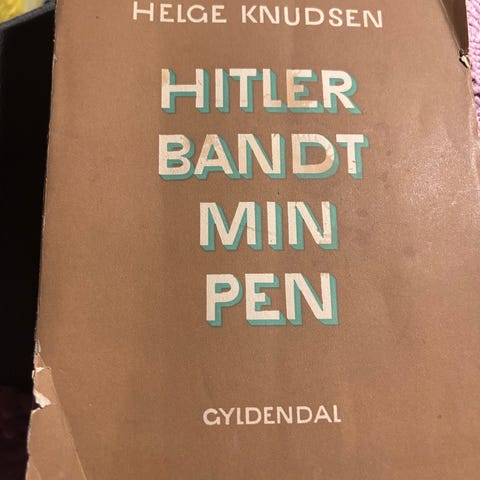 HELGE KNUDSEN
HITLER
BANDT
MIN
PEN
GYLDENDAL